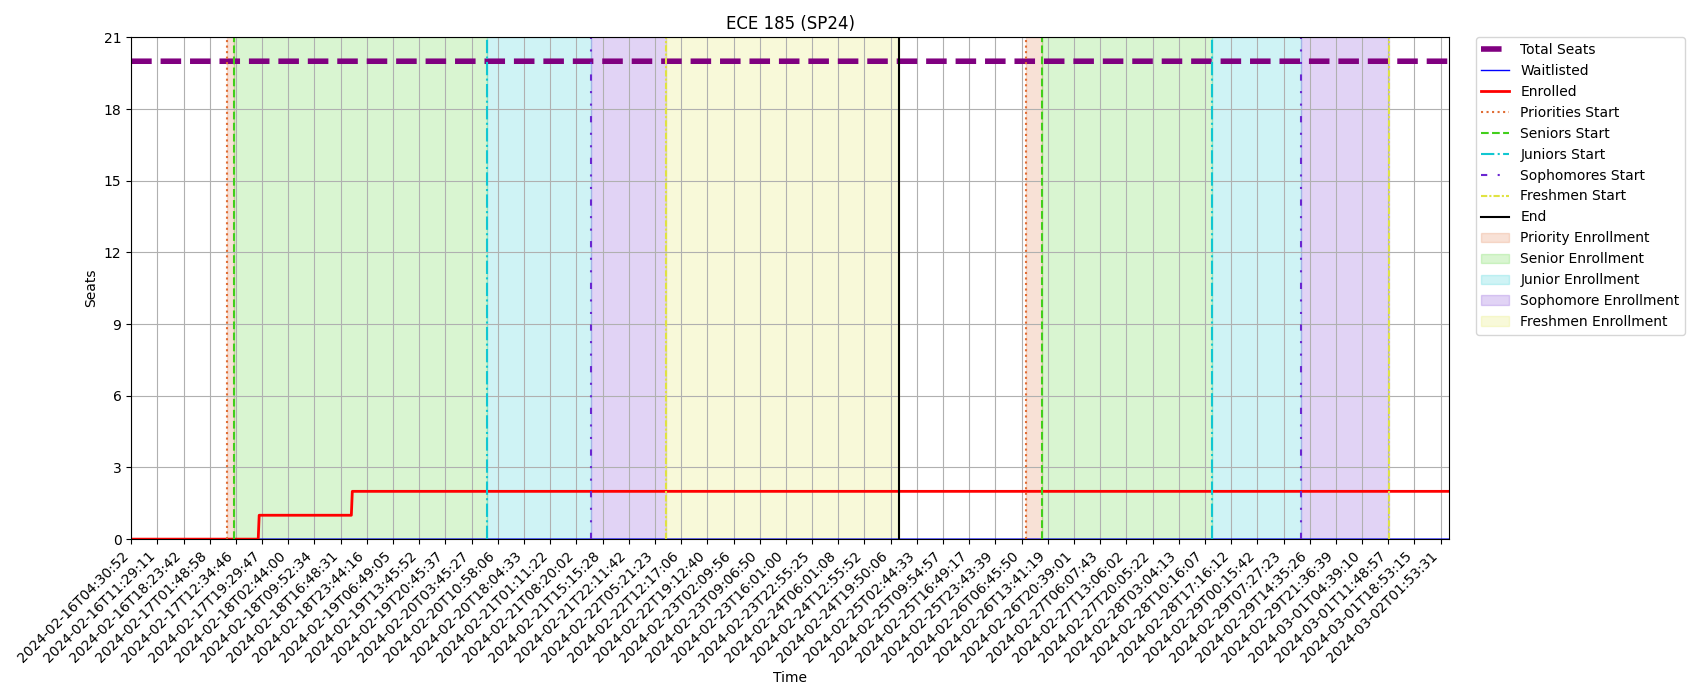 ECE 185 (SP24)
21
18
15
12
9
6
3
0
Seats
2024-02-16T04:30:52
2024-02-16T11:29:11
2024-02-16T18:23:42
2024-02-17T01:48:58
2024-02-17T12:34:46
2024-02-17T19:29:47
2024-02-18T02:44:00
2024-02-18T09:52:34
2024-02-18T16:48:31
2024-02-18T23:44:16
2024-02-19T06:49:05
2024-02-19T13:45:52
2024-02-19T20:45:37
2024-02-20T03:45:27
2024-02-20T10:58:06
2024-02-20T18:04:33
2024-02-21T01:11:22
2024-02-21T08:20:02
2024-02-21T15:15:28
2024-02-21T22:11:42
2024-02-22T05:21:23
2024-02-22T12:17:06
2024-02-22T19:12:40
2024-02-23T02:09:56
2024-02-23T09:06:50
2024-02-23T16:01:00
2024-02-23T22:55:25
2024-02-24T06:01:08
2024-02-24T12:55:52
2024-02-24T19:50:06
2024-02-25T02:44:33
2024-02-25T09:54:57
2024-02-25T16:49:17
2024-02-25T23:43:39
2024-02-26T06:45:50
2024-02-26T13:41:19
2024-02-26T20:39:01
2024-02-27T06:07:43
2024-02-27T13:06:02
2024-02-27T20:05:22
2024-02-28T03:04:13
2024-02-28T10:16:07
2024-02-28T17:16:12
2024-02-29T00:15:42
2024-02-29T07:27:23
2024-02-29T14:35:26
2024-02-29T21:36:39
2024-03-01T04:39:10
2024-03-01T11:48:57
2024-03-01T18:53:15
2024-03-02T01:53:31
Time
Total Seats
Waitlisted
Enrolled
Priorities Start
Seniors Start
Juniors Start
Sophomores Start
Freshmen Start
End
Priority Enrollment
Senior Enrollment
Junior Enrollment
Sophomore Enrollment
Freshmen Enrollment